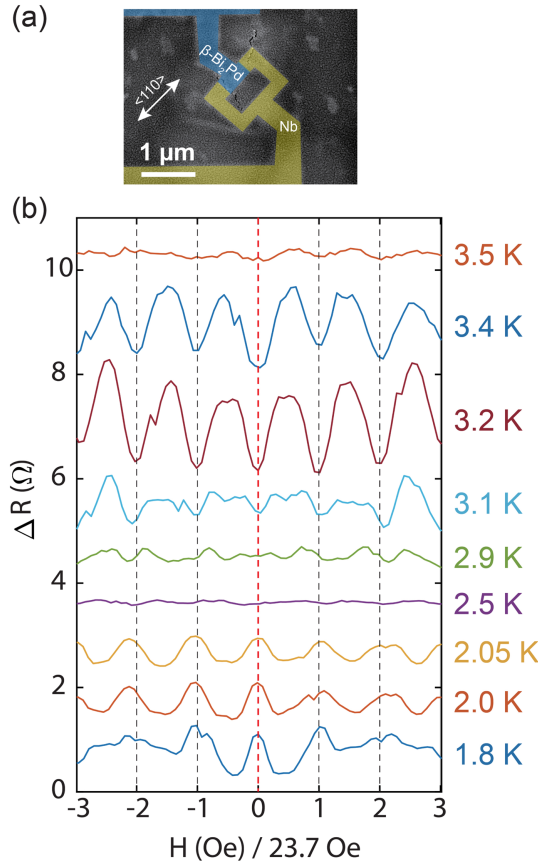 (a)
β-Bi₂Pd
<110>
Nb
1 μm
(b)
10
8
6
4
2
0
Δ R (Ω)
3.5 K
3.4 K
3.2 K
3.1 K
2.9 K
2.5 K
2.05 K
2.0 K
1.8 K
-3 -2 -1 0 1 2 3
H (Oe) / 23.7 Oe